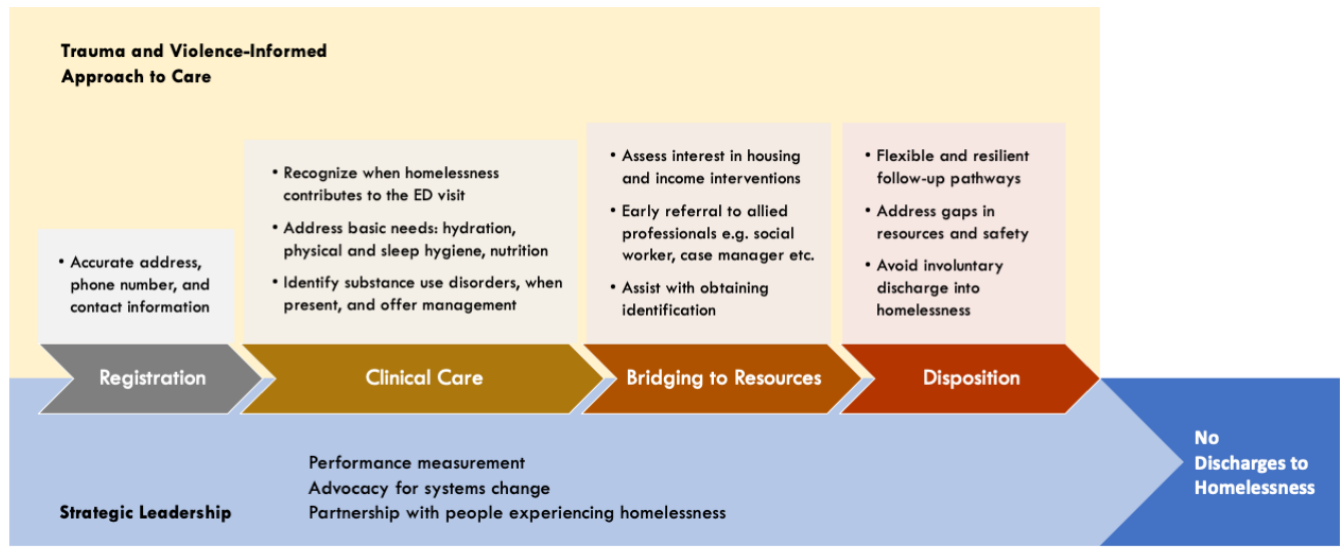 Trauma and Violence-Informed
Approach to Care
• Accurate address,
phone number, and
contact information
• Recognize when homelessness
contributes to the ED visit
• Address basic needs: hydration,
physical and sleep hygiene, nutrition
• Identify substance use disorders, when
present, and offer management
• Assess interest in housing
and income interventions
• Early referral to allied
professionals e.g. social
worker, case manager etc.
• Assist with obtaining
identification
• Flexible and resilient
follow-up pathways
• Address gaps in
resources and safety
• Avoid involuntary
discharge into
homelessness
Registration
Clinical Care
Bridging to Resources
Disposition
Performance measurement
Advocacy for systems change
Partnership with people experiencing homelessness
Strategic Leadership
No
Discharges to
Homelessness